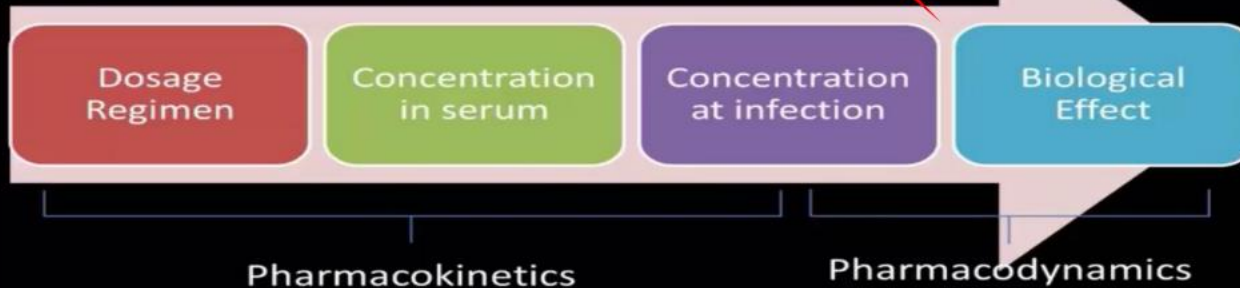 Dosage
Regimen
Concentration
in serum
Concentration
at infection
Biological
Effect
Pharmacokinetics
Pharmacodynamics